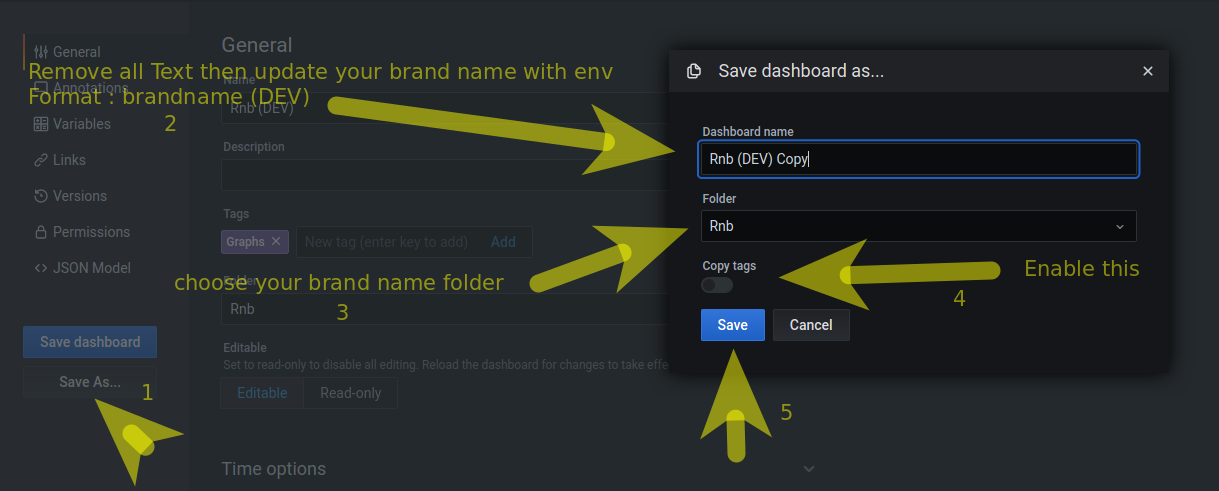 General
Annotations
Variables
Links
Versions
Permissions
JSON Model
Save dashboard
Save As...
1
General
Remove all Text then update your brand name with env
Format : brandname (DEV)
2
Name
Rnb (DEV)
Description
Tags
Graphs
New tag (enter key to add)
Add
choose your brand name folder
3
Folder
Rnb
Editable
Set to read-only to disable all editing. Reload the dashboard for changes to take effe
Editable
Read-only
Time options
Save dashboard as...
Dashboard name
Rnb (DEV) Copy
Folder
Rnb
Copy tags
Enable this
4
Save
Cancel
5